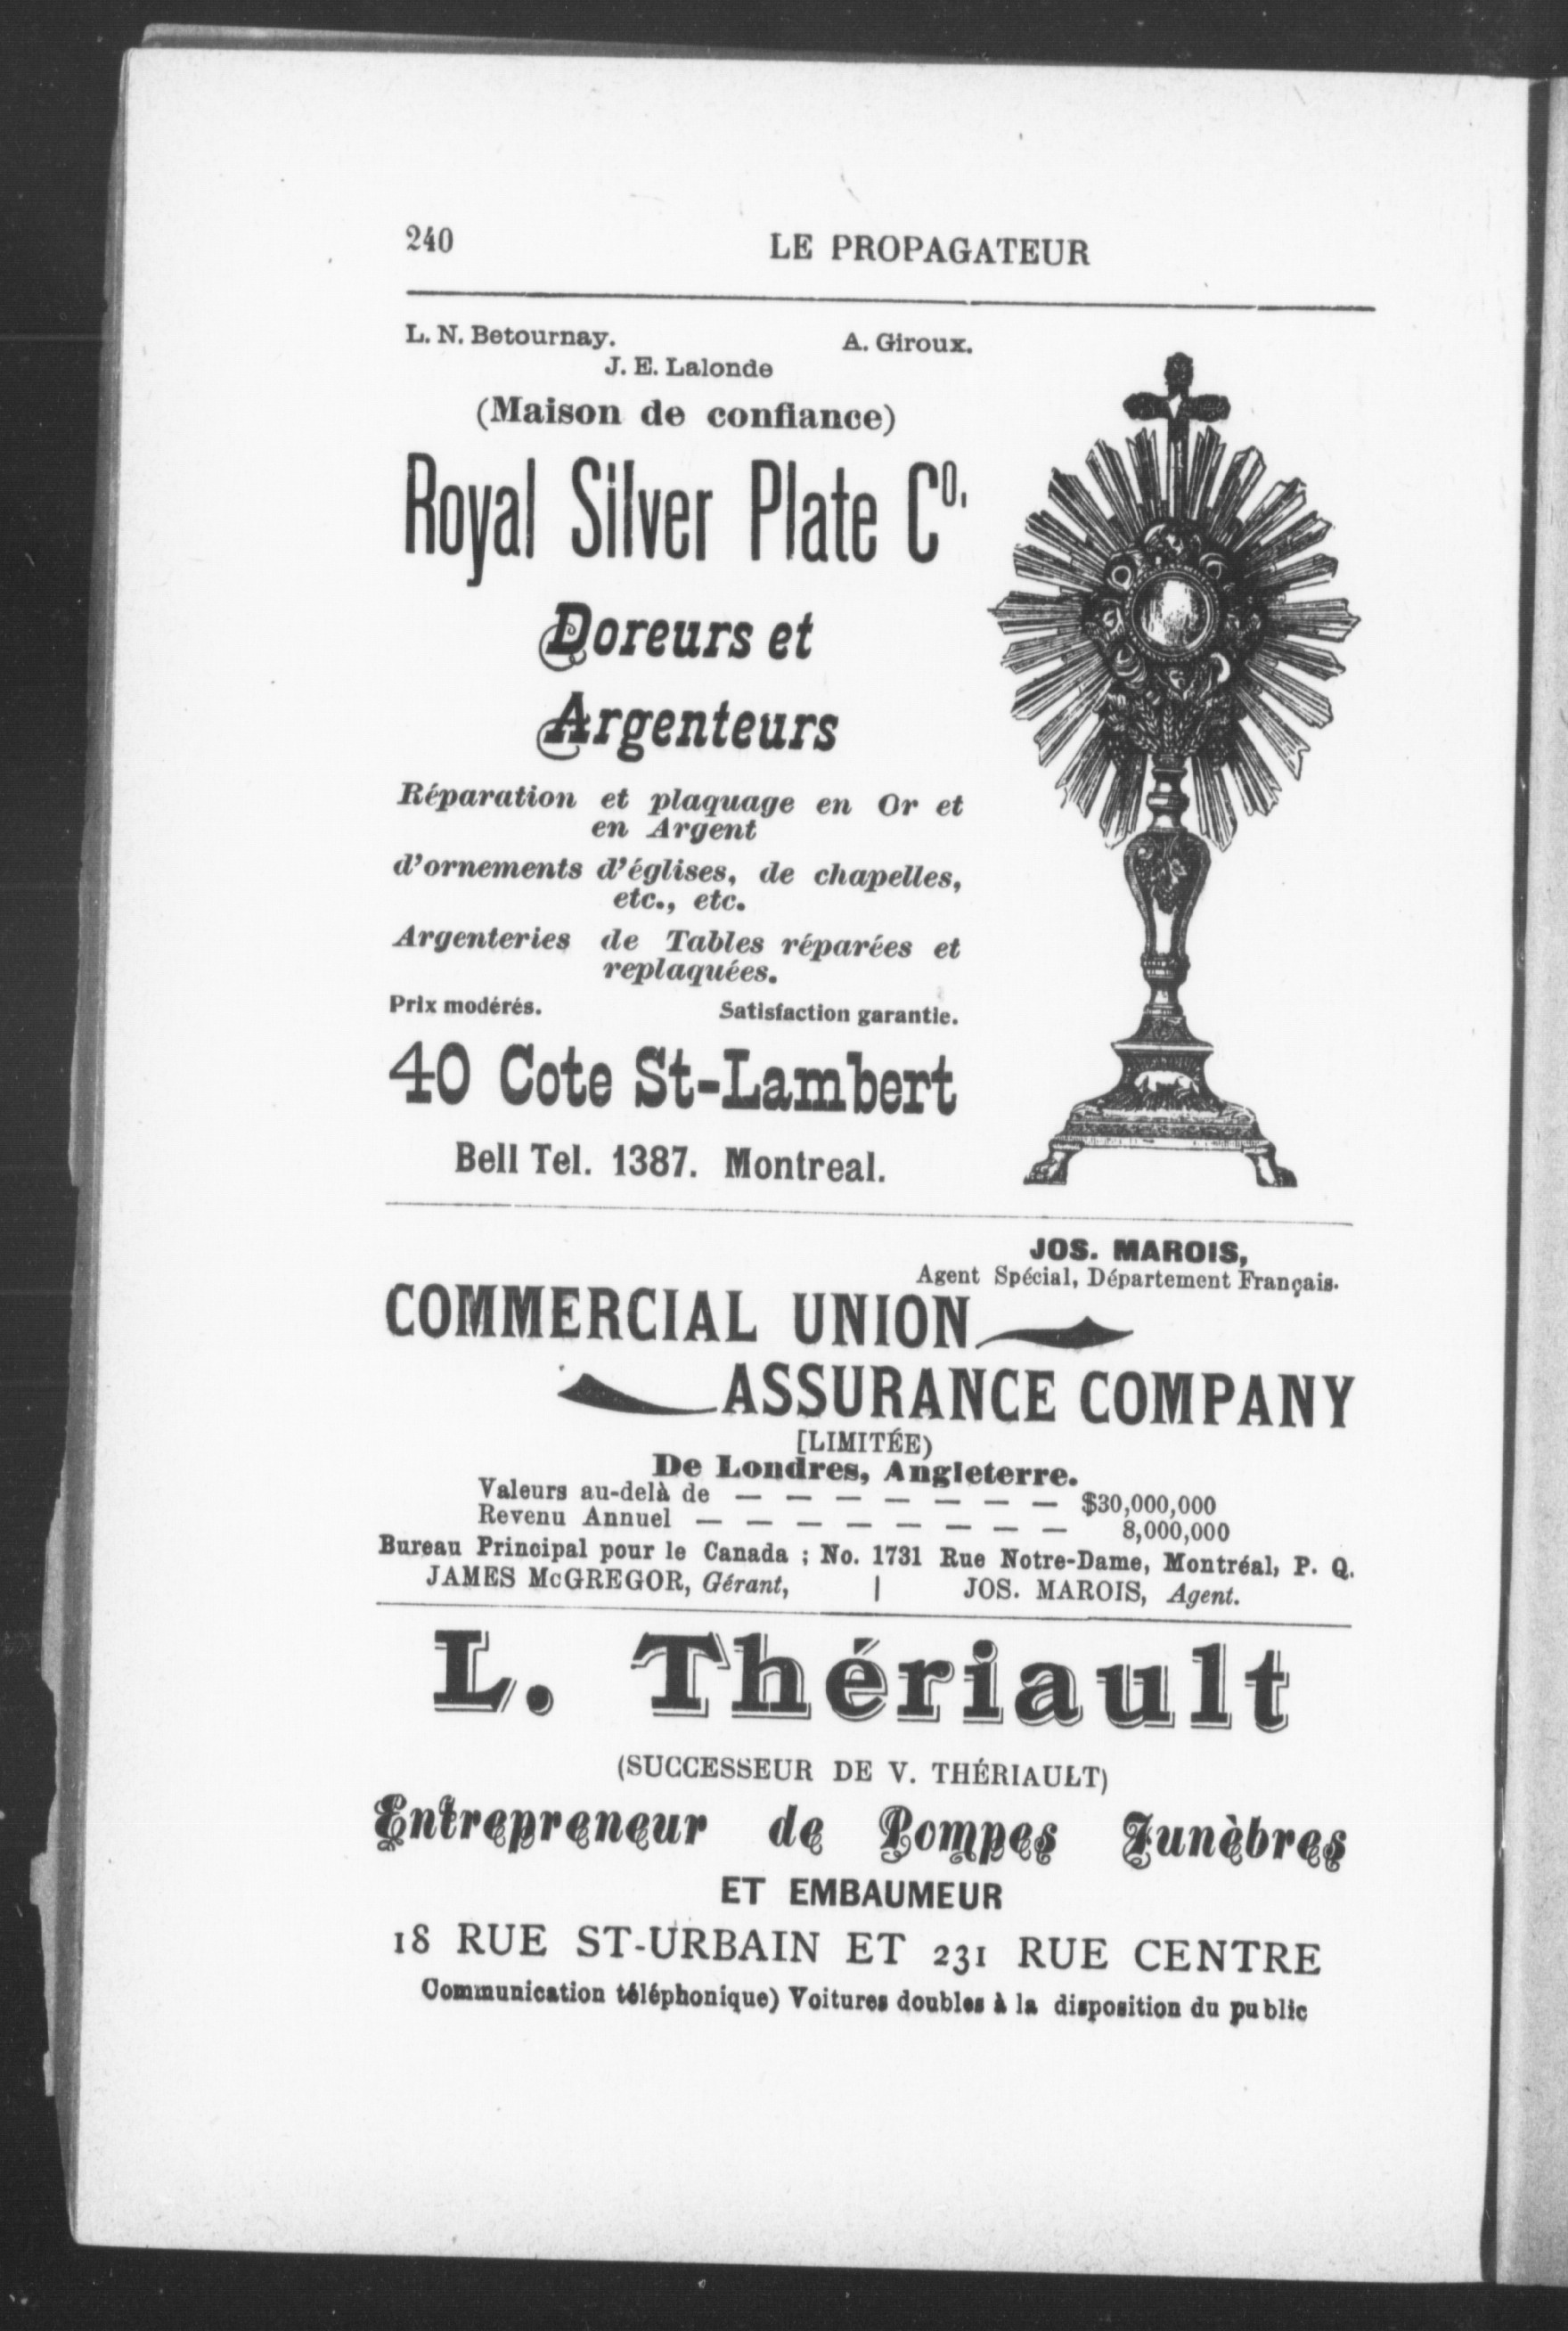 240 LE PROPAGATEUR
L. N. Betournay. A. Giroux.
J. E. Lalonde
(Maison de confiance)
Royal Silver Plate Co.
Doreurs et
Argenteurs
Réparation et plaquage en Or et
en Argent
d'ornements d'églises, de chapelles,
etc., etc.
Argenteries de Tables réparées et
replaquées.
Prix modérés. Satisfaction garantie.
40 Cote St-Lambert
Bell Tel. 1387. Montreal.
JOS. MAROIS,
Agent Spécial, Département Français.
COMMERCIAL UNION
ASSURANCE COMPANY
[LIMITÉE)
De Londres, Angleterre.
Valeurs au-delà de — — — — — — — $30,000,000
Revenu Annuel — — — — — — — — 8,000,000
Bureau Principal pour le Canada ; No. 1731 Rue Notre-Dame, Montréal, P. Q.
JAMES McGREGOR, Gérant, | JOS. MAROIS, Agent.
L. Thériault
(SUCCESSEUR DE V. THÉRIAULT)
Entrepreneur de Pompes Funèbres
ET EMBAUMEUR
18 RUE ST-URBAIN ET 231 RUE CENTRE
Communication téléphonique) Voitures doubles à la disposition du public